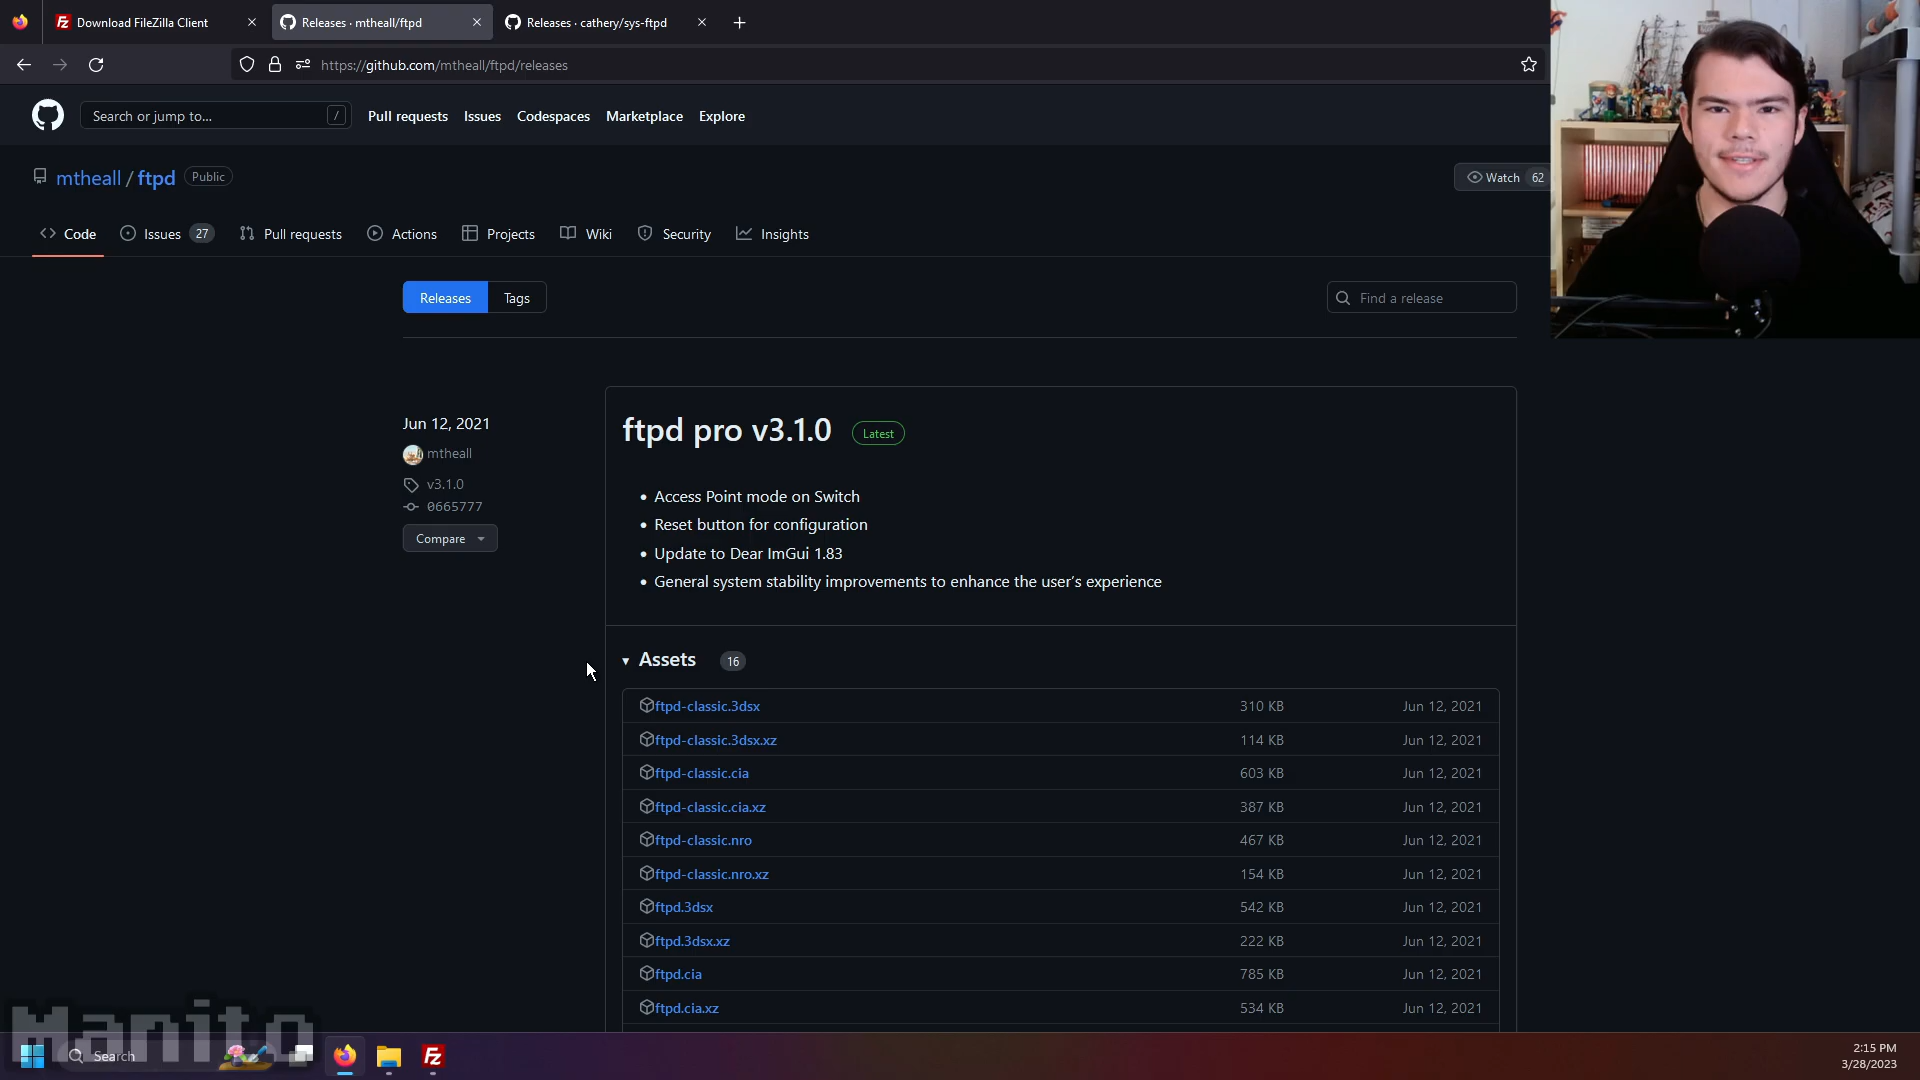 Download FileZilla Client
Releases · mtheall/ftpd
Releases · cathery/sys-ftpd
https://github.com/mtheall/ftpd/releases
Search or jump to...
/
Pull requests
Issues
Codespaces
Marketplace
Explore
mtheall / ftpd
Public
Watch 62
Code
Issues 27
Pull requests
Actions
Projects
Wiki
Security
Insights
Releases
Tags
Find a release
Jun 12, 2021
mtheall
v3.1.0
0665777
Compare
ftpd pro v3.1.0
Latest
• Access Point mode on Switch
• Reset button for configuration
• Update to Dear ImGui 1.83
• General system stability improvements to enhance the user's experience
Assets 16
ftpd-classic.3dsx 310 KB Jun 12, 2021
ftpd-classic.3dsx.xz 114 KB Jun 12, 2021
ftpd-classic.cia 603 KB Jun 12, 2021
ftpd-classic.cia.xz 387 KB Jun 12, 2021
ftpd-classic.nro 467 KB Jun 12, 2021
ftpd-classic.nro.xz 154 KB Jun 12, 2021
ftpd.3dsx 542 KB Jun 12, 2021
ftpd.3dsx.xz 222 KB Jun 12, 2021
ftpd.cia 785 KB Jun 12, 2021
ftpd.cia.xz 534 KB Jun 12, 2021
Manito
Search
Fz
2:15 PM
3/28/2023